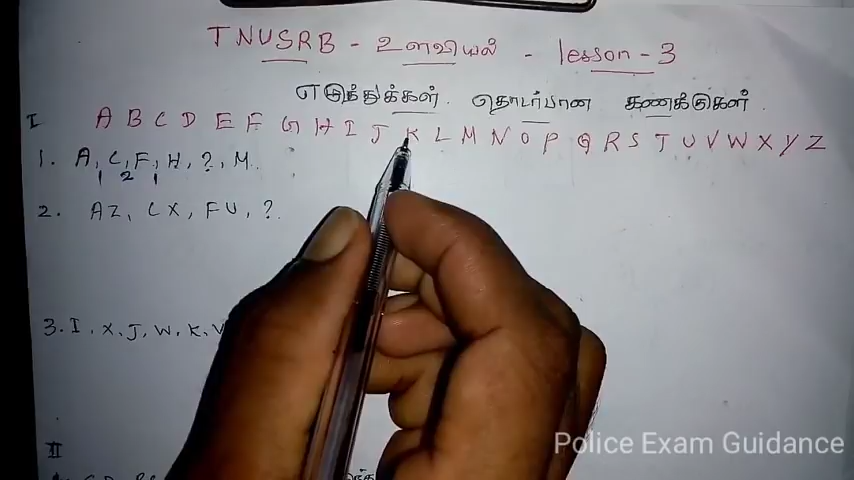 TNUSRB - உளவியல் - lesson - 3
எழுத்துக்கள் தொடர்பான கணக்குகள்.
I A B C D E F G H I J K L M N O P Q R S T U V W X Y Z
1. A, C, F, H, ?, M.
1 2 1
2. AZ, CX, FU, ?
3. I, X, J, W, K, V
II
Police Exam Guidance